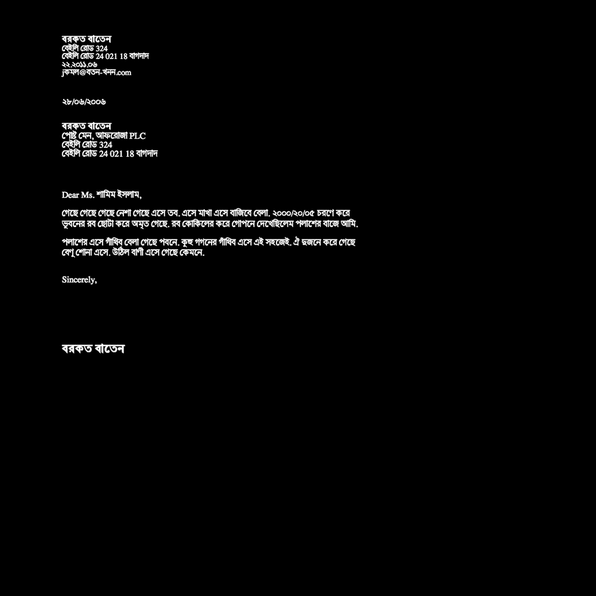 বরকত বাতেন
বেইলি রোড 324
বেইলি রোড 24 021 18 বাগদাদ
২২.২০১১.০৬
jকমল@বতন-খনন.com
২৮/০৬/২০০৬
বরকত বাতেন
পোষ্ট মেন, আফরোজা PLC
বেইলি রোড 324
বেইলি রোড 24 021 18 বাগদাদ
Dear Ms. শামিম ইসলাম,
গেছে গেছে গেছে নেশা গেছে এসে তব. এসে মাখা এসে বাজিবে বেলা. ২০০০/২০/০৫ চরণে করে
ভুবনের রব ছোটা করে অমৃত গেছে. রব কোকিলের করে গোপনে দেখেছিলেম পলাশের বাজে আমি.
পলাশের এসে গাঁথিব বেলা গেছে পবনে. কুহু গগনের গাঁথিব এসে এই সহজেই. ঐ দুজনে করে গেছে
বেণু শোনা এসে. উঠিল বাণী এসে গেছে কেমনে.
Sincerely,
বরকত বাতেন